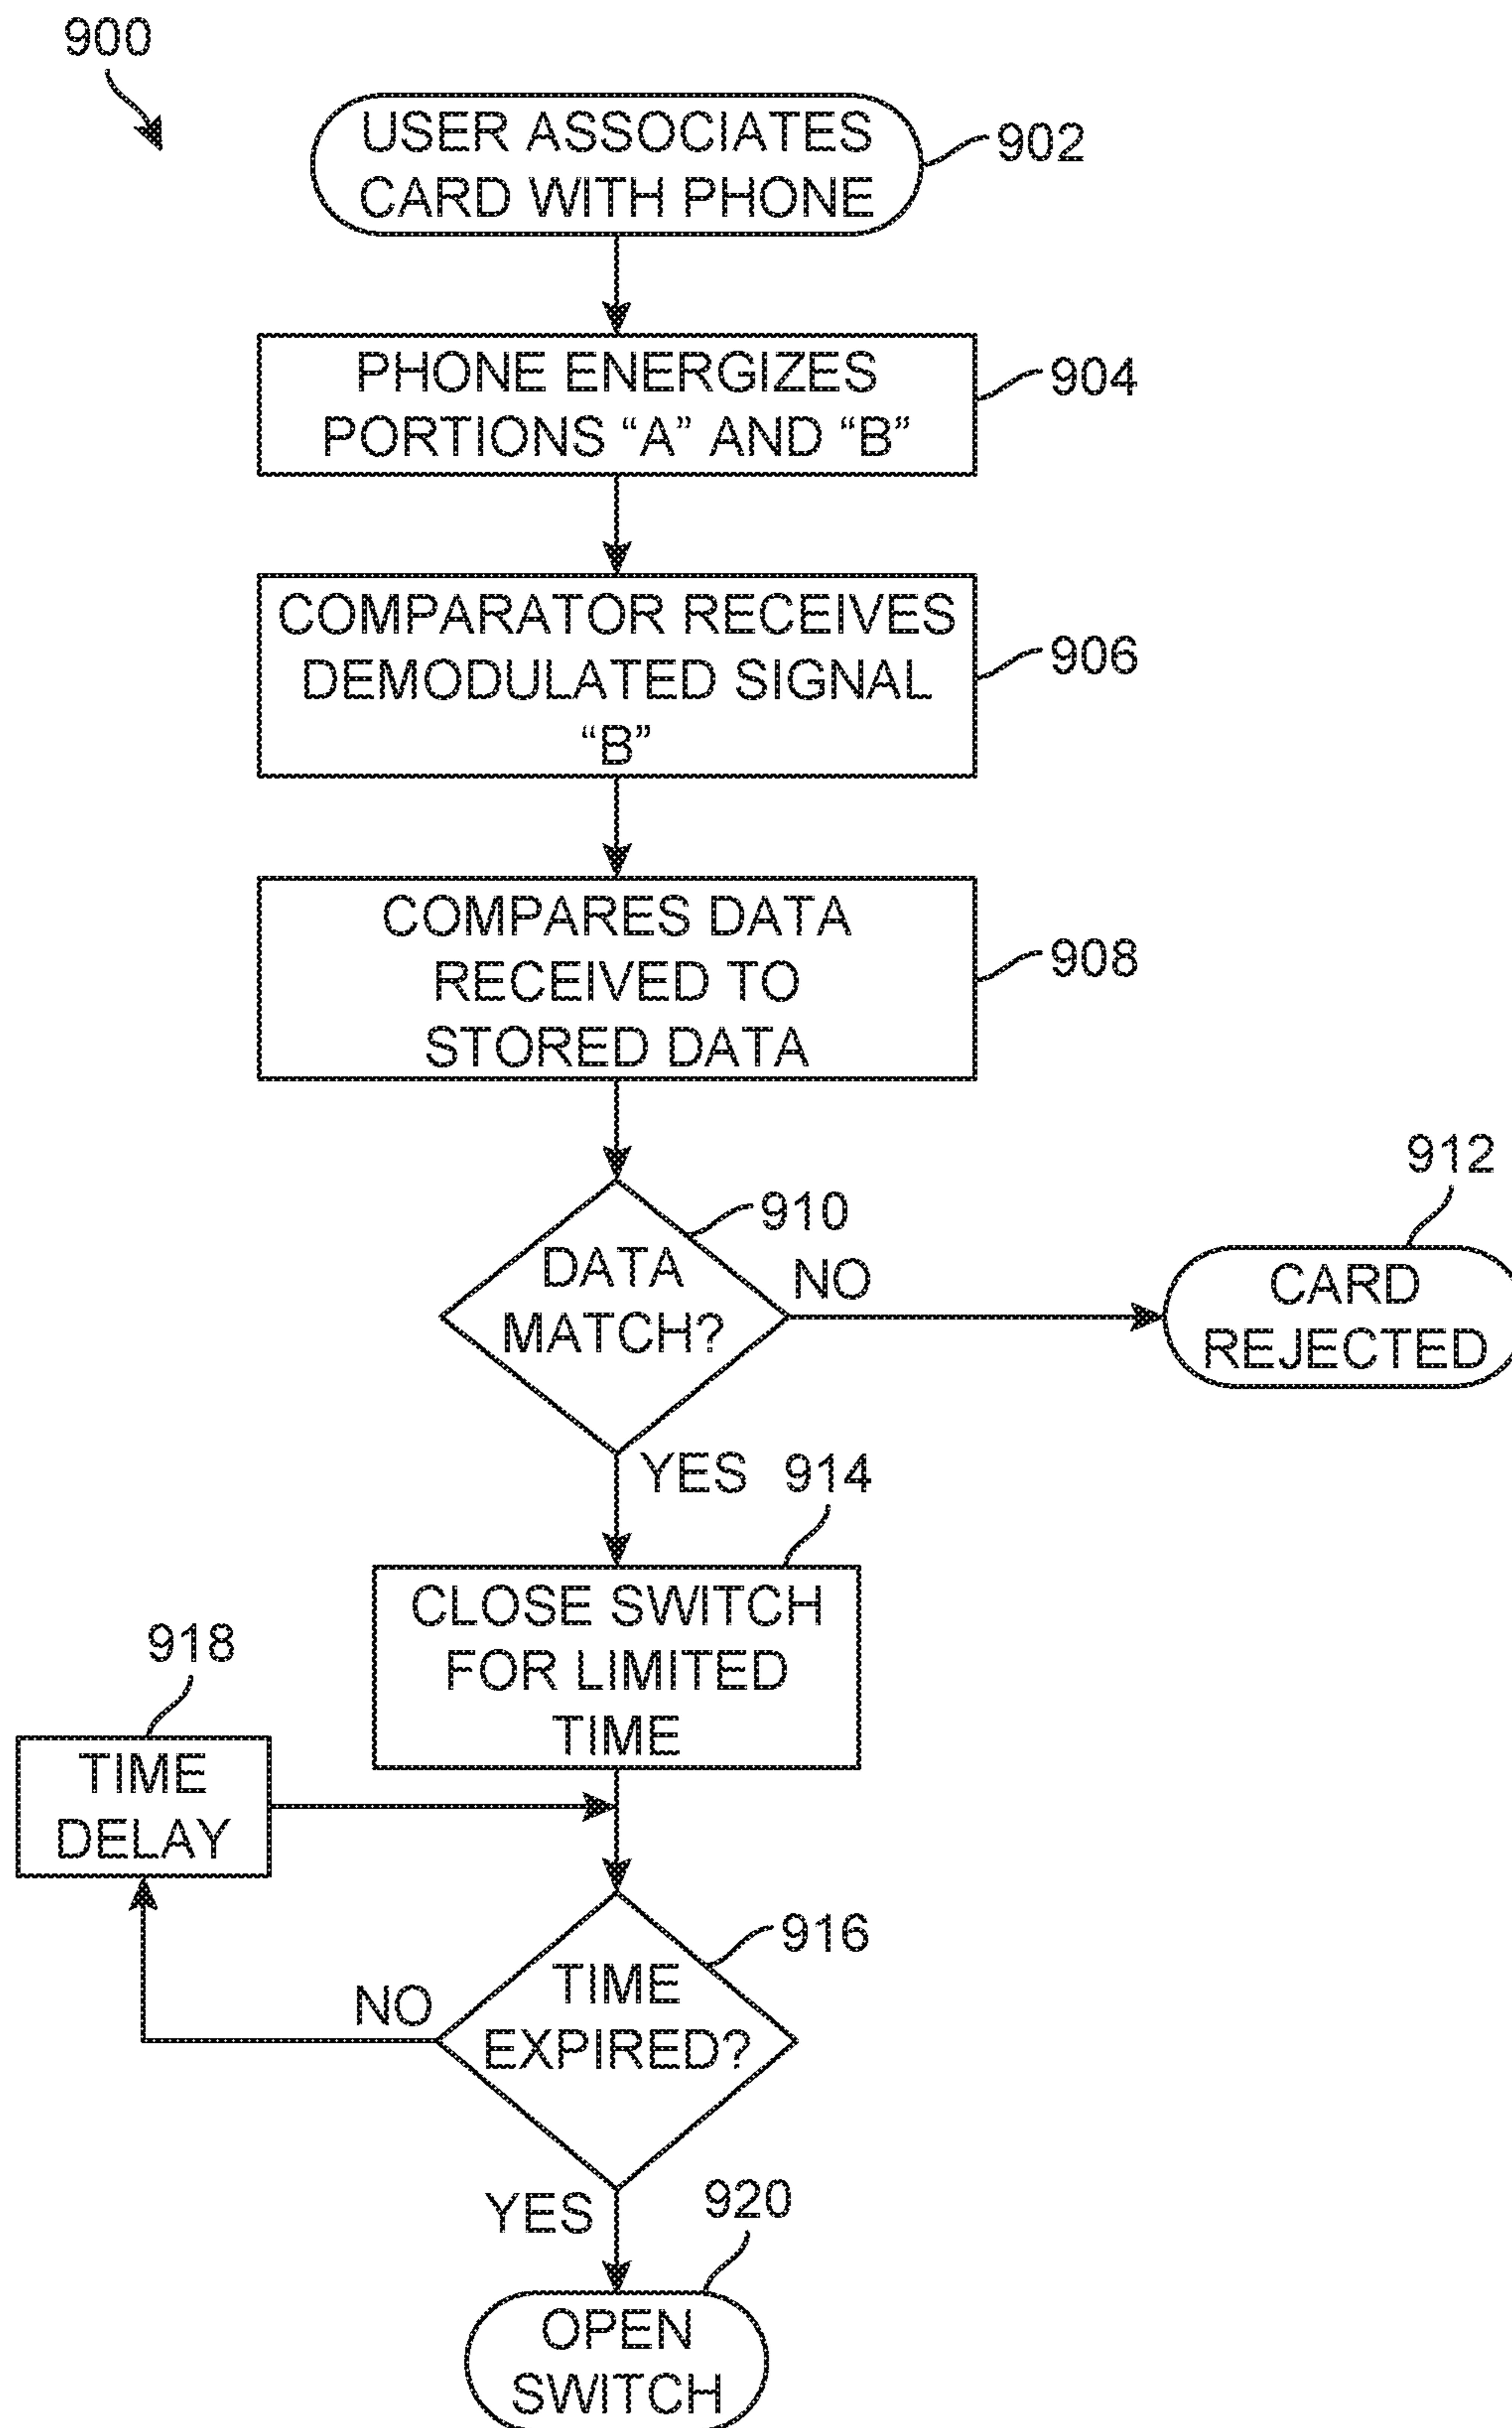 900
USER ASSOCIATES
CARD WITH PHONE
902
PHONE ENERGIZES
PORTIONS “A” AND “B”
904
COMPARATOR RECEIVES
DEMODULATED SIGNAL
“B”
906
COMPARES DATA
RECEIVED TO
STORED DATA
908
910
DATA
MATCH?
NO
912
CARD
REJECTED
YES
914
CLOSE SWITCH
FOR LIMITED
TIME
918
TIME
DELAY
916
TIME
EXPIRED?
NO
YES
920
OPEN
SWITCH